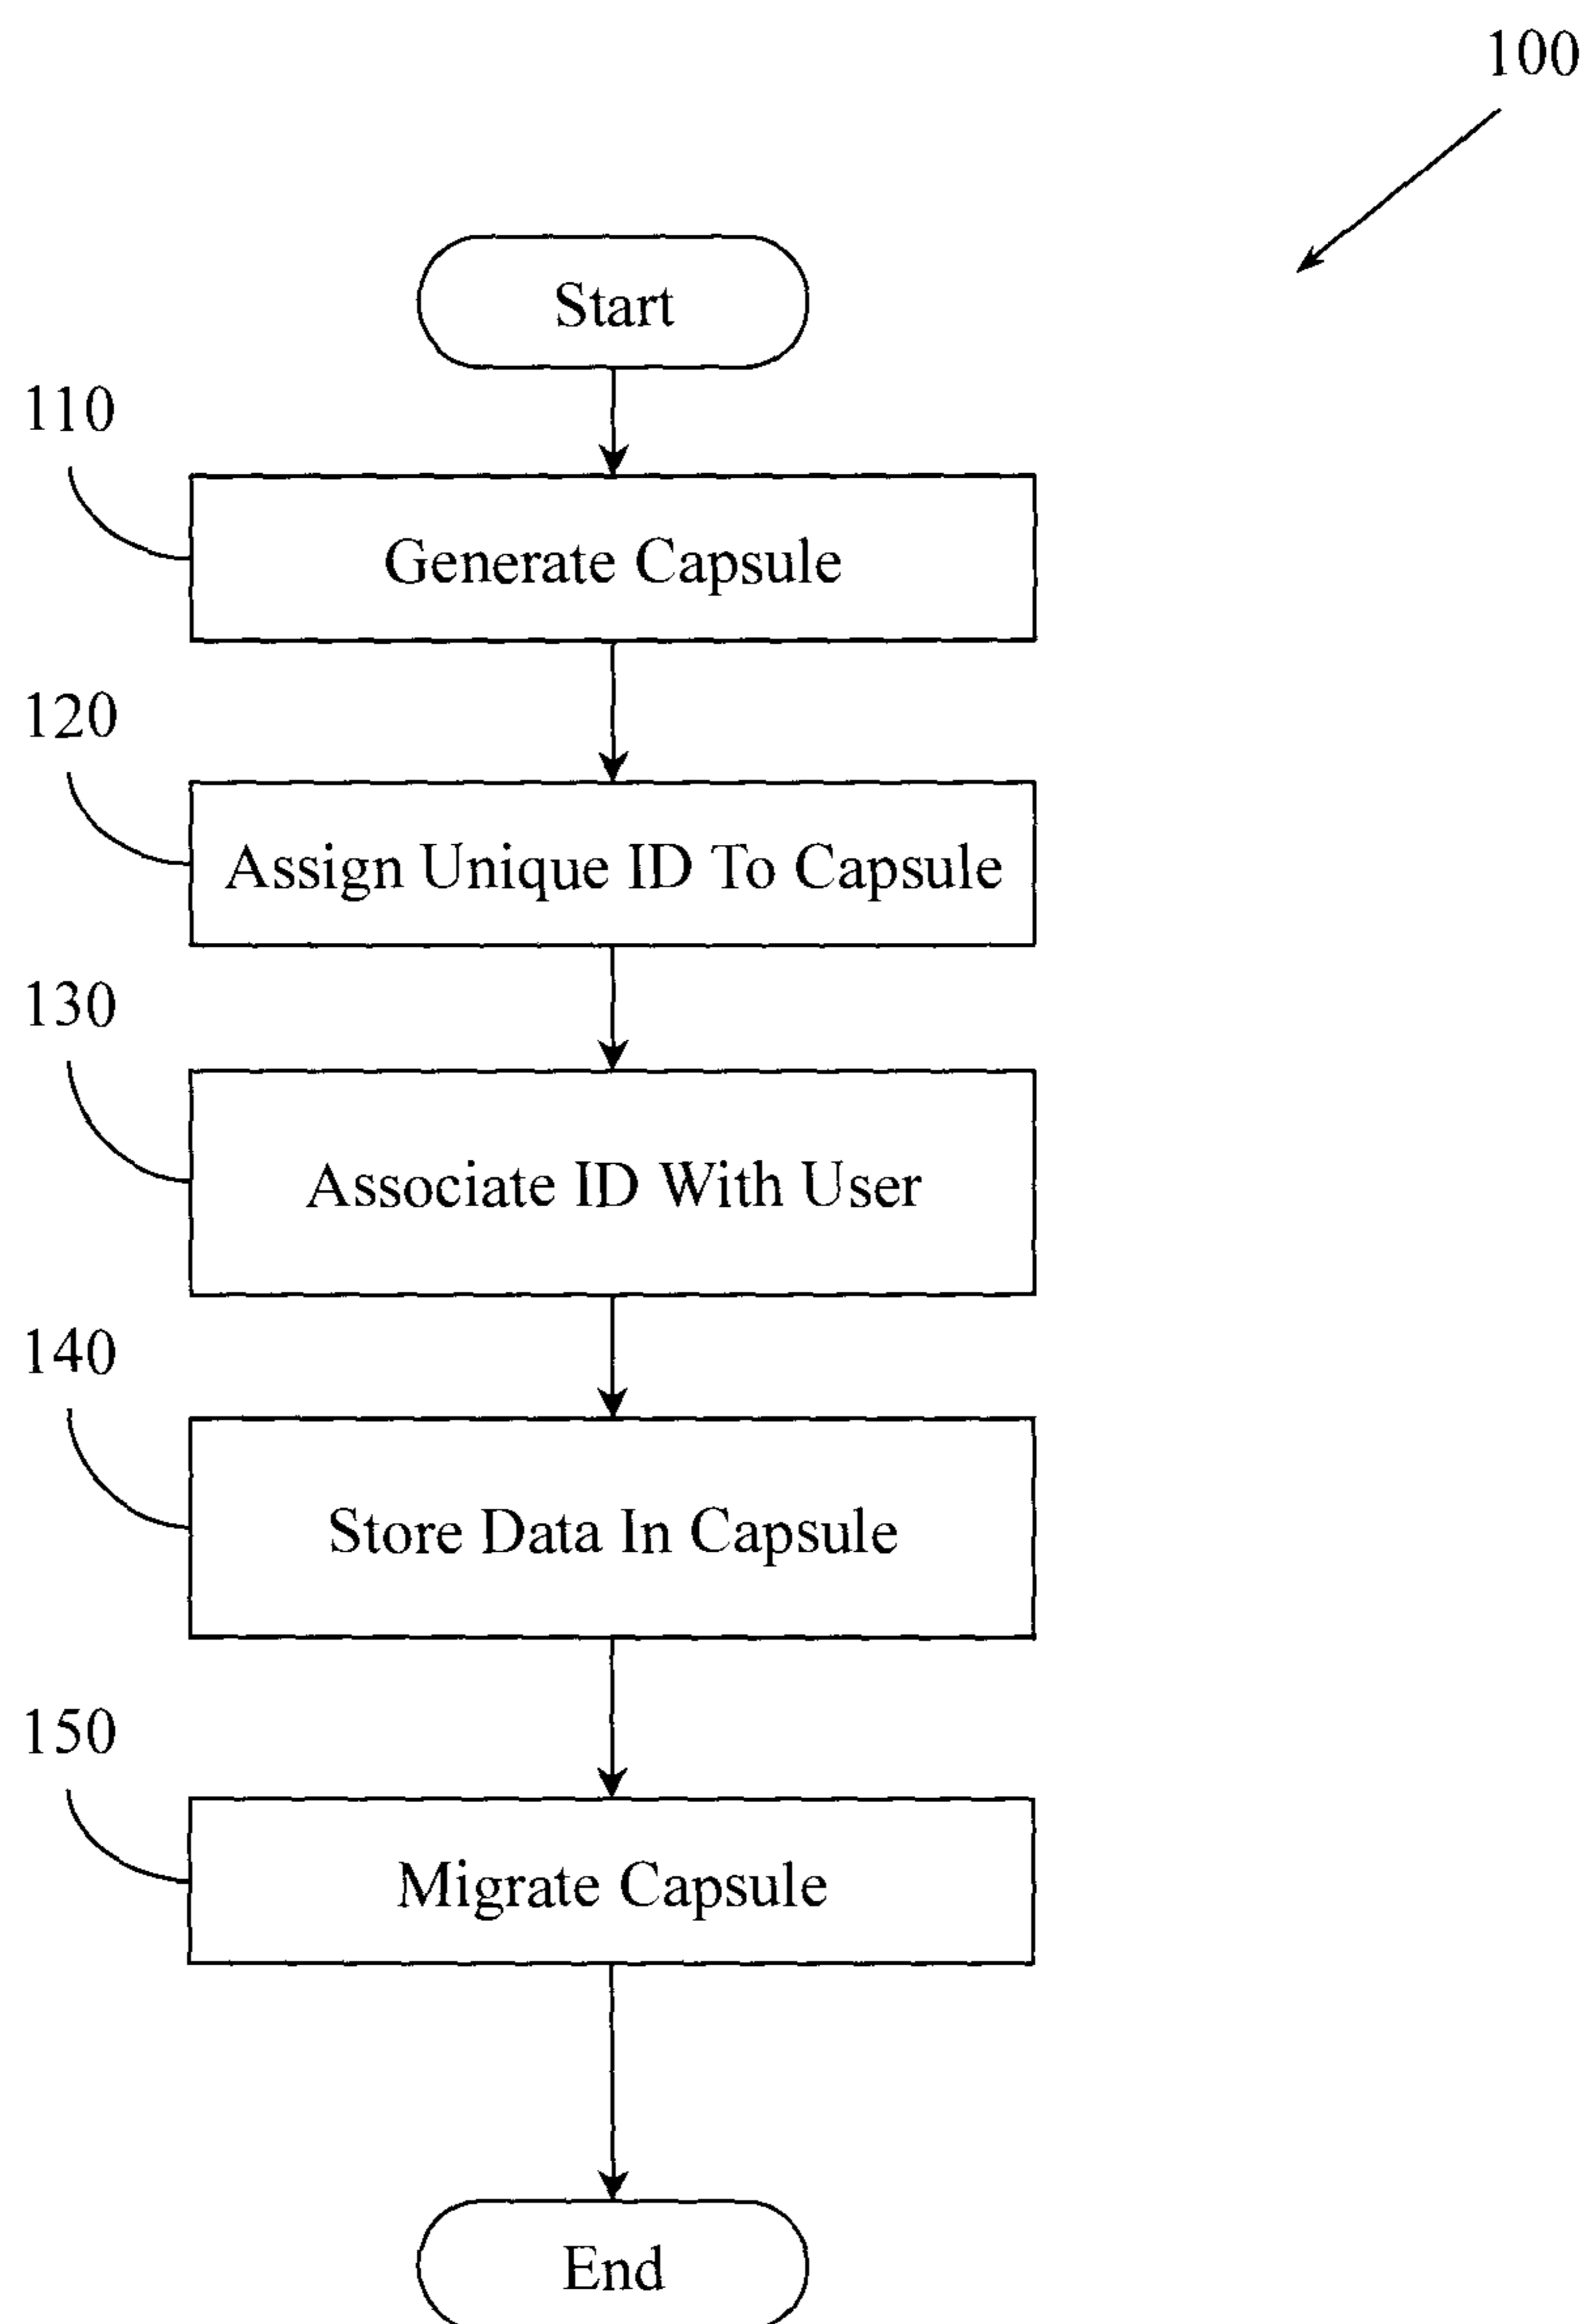 100
Start
110
Generate Capsule
120
Assign Unique ID To Capsule
130
Associate ID With User
140
Store Data In Capsule
150
Migrate Capsule
End